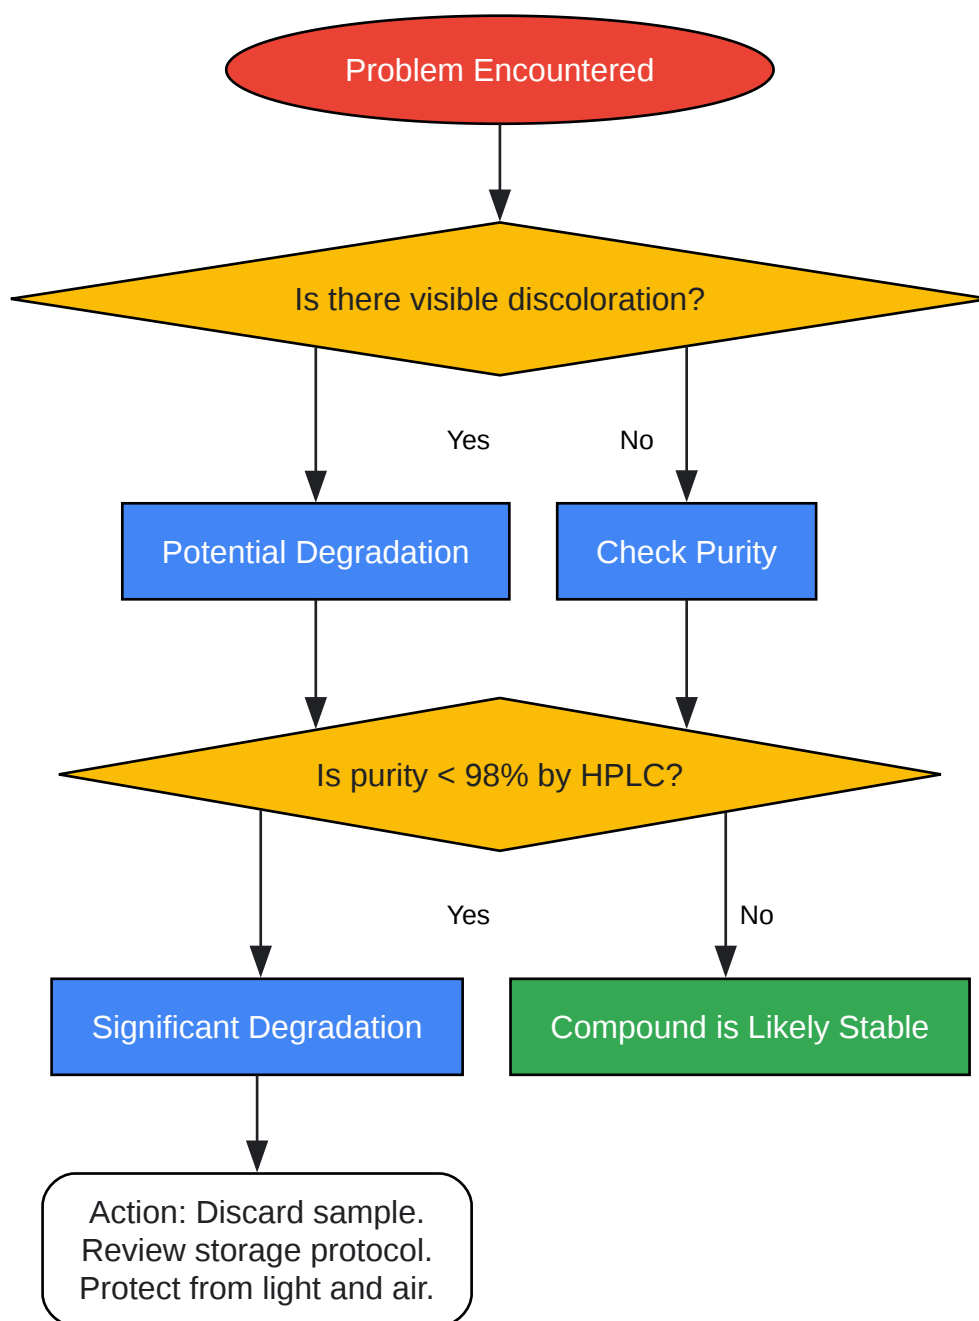 Problem Encountered
Is there visible discoloration?
Yes
No
Potential Degradation
Check Purity
Is purity < 98% by HPLC?
Yes
No
Significant Degradation
Compound is Likely Stable
Action: Discard sample.
Review storage protocol.
Protect from light and air.